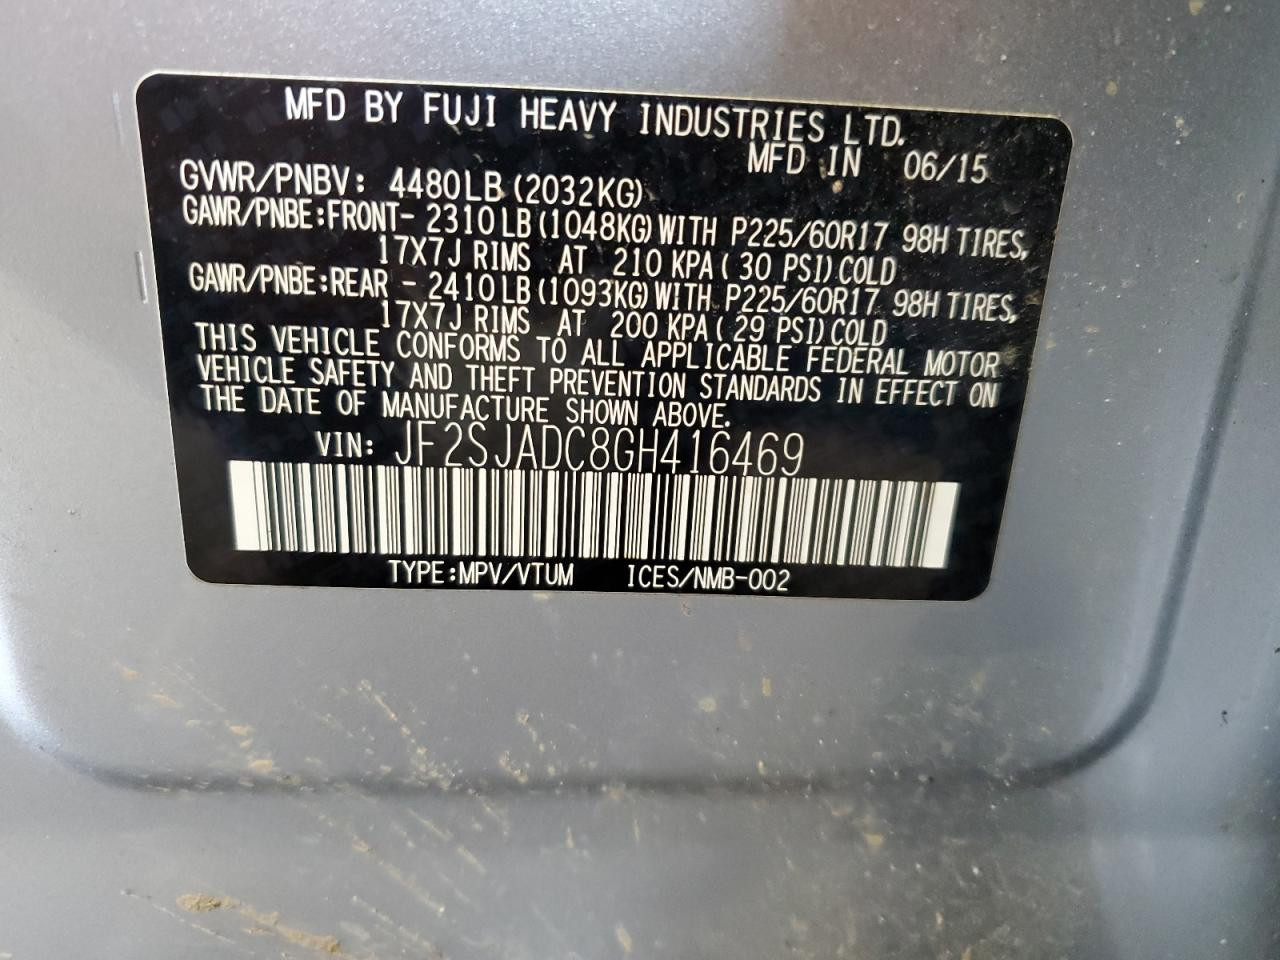 MFD BY FUJI HEAVY INDUSTRIES LTD.
MFD IN 06/15
GVWR/PNBV: 4480LB (2032KG)
GAWR/PNBE:FRONT- 2310 LB (1048KG) WITH P225/60R17 98H TIRES,
17X7J RIMS AT 210 KPA ( 30 PSI) COLD
GAWR/PNBE:REAR - 2410 LB (1093KG) WITH P225/60R17 98H TIRES,
17X7J RIMS AT 200 KPA ( 29 PSI) COLD
THIS VEHICLE CONFORMS TO ALL APPLICABLE FEDERAL MOTOR
VEHICLE SAFETY AND THEFT PREVENTION STANDARDS IN EFFECT ON
THE DATE OF MANUFACTURE SHOWN ABOVE.
VIN: JF2SJADC8GH416469
TYPE:MPV/VTUM ICES/NMB-002